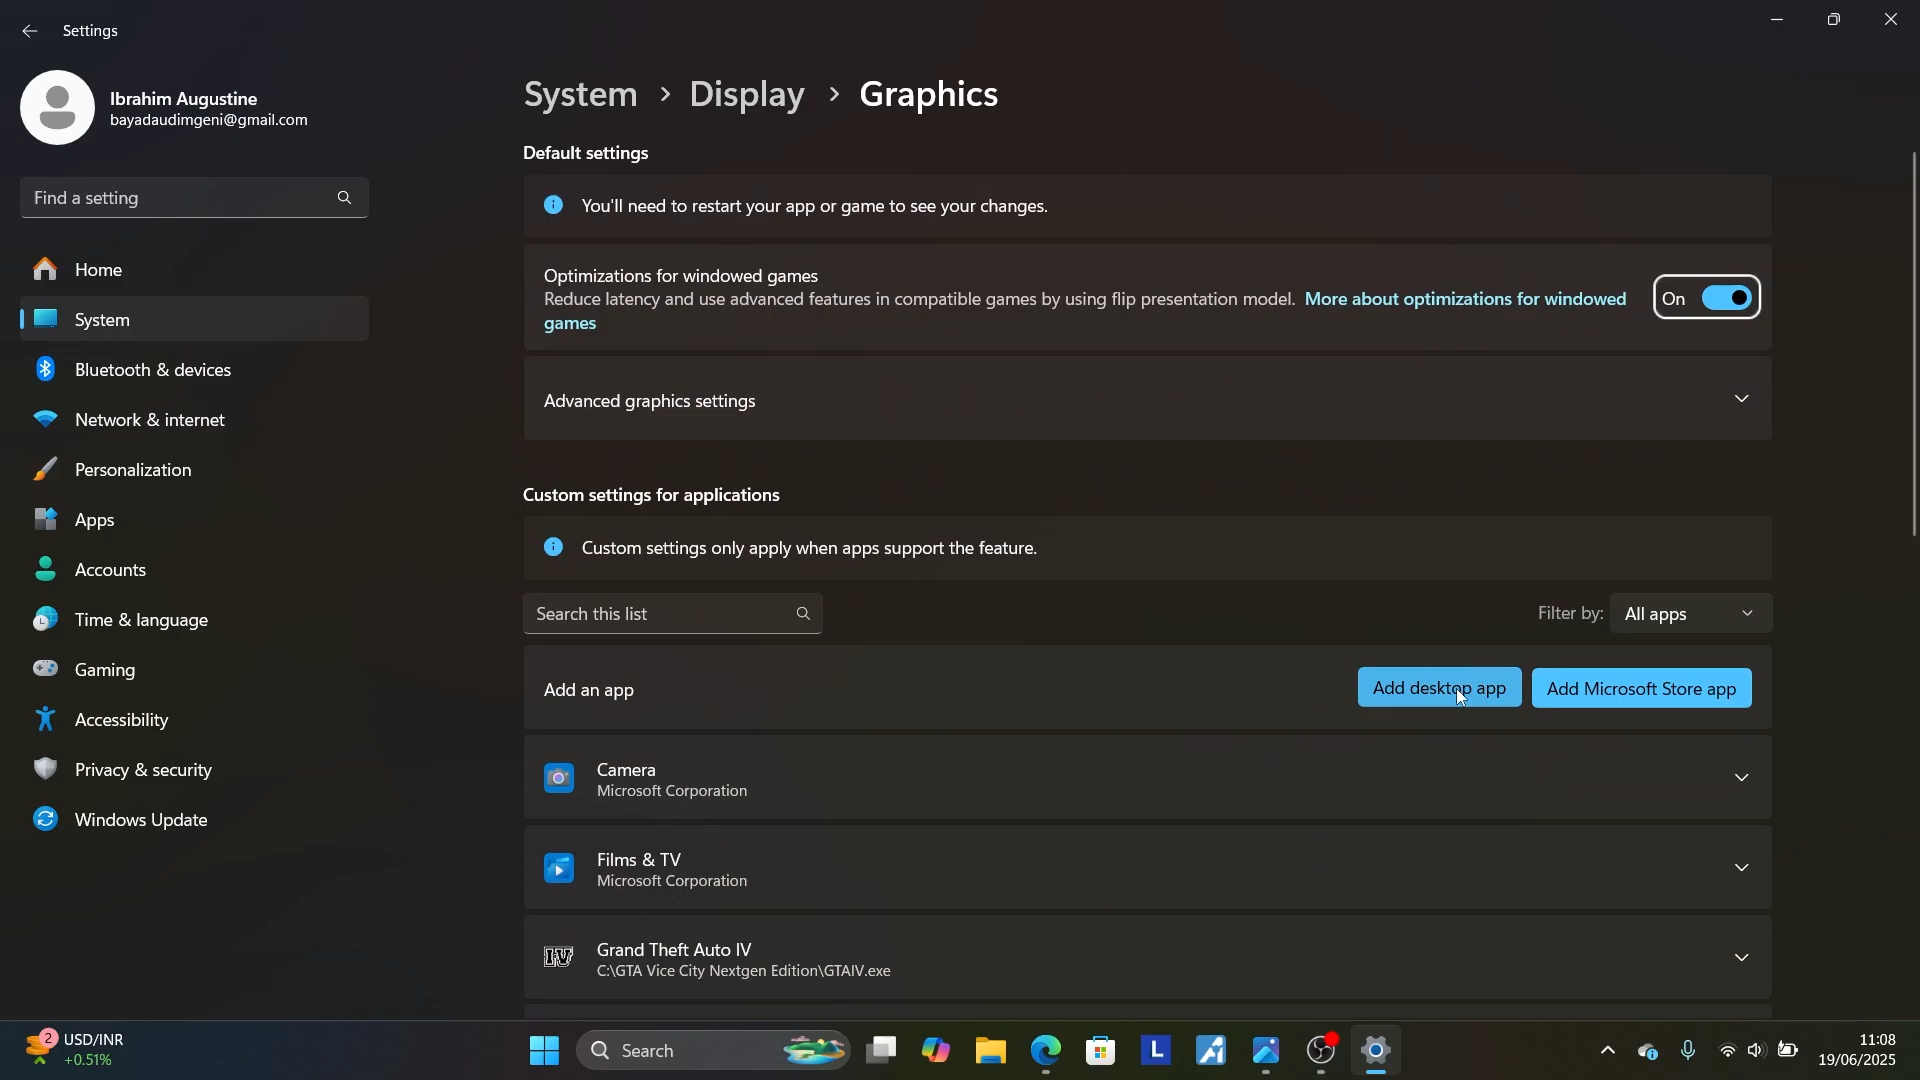 Settings
Ibrahim Augustine
bayadaudimgeni@gmail.com
Find a setting
Home
System
Bluetooth & devices
Network & internet
Personalization
Apps
Accounts
Time & language
Gaming
Accessibility
Privacy & security
Windows Update
System > Display > Graphics
Default settings
You'll need to restart your app or game to see your changes.
Optimizations for windowed games
Reduce latency and use advanced features in compatible games by using flip presentation model. More about optimizations for windowed
games
On
Advanced graphics settings
Custom settings for applications
Custom settings only apply when apps support the feature.
Search this list
Filter by: All apps
Add an app
Add desktop app
Add Microsoft Store app
Camera
Microsoft Corporation
Films & TV
Microsoft Corporation
IV
Grand Theft Auto IV
C:\GTA Vice City Nextgen Edition\GTAIV.exe
2
USD/INR
+0.51%
Search
L
11:08
19/06/2025